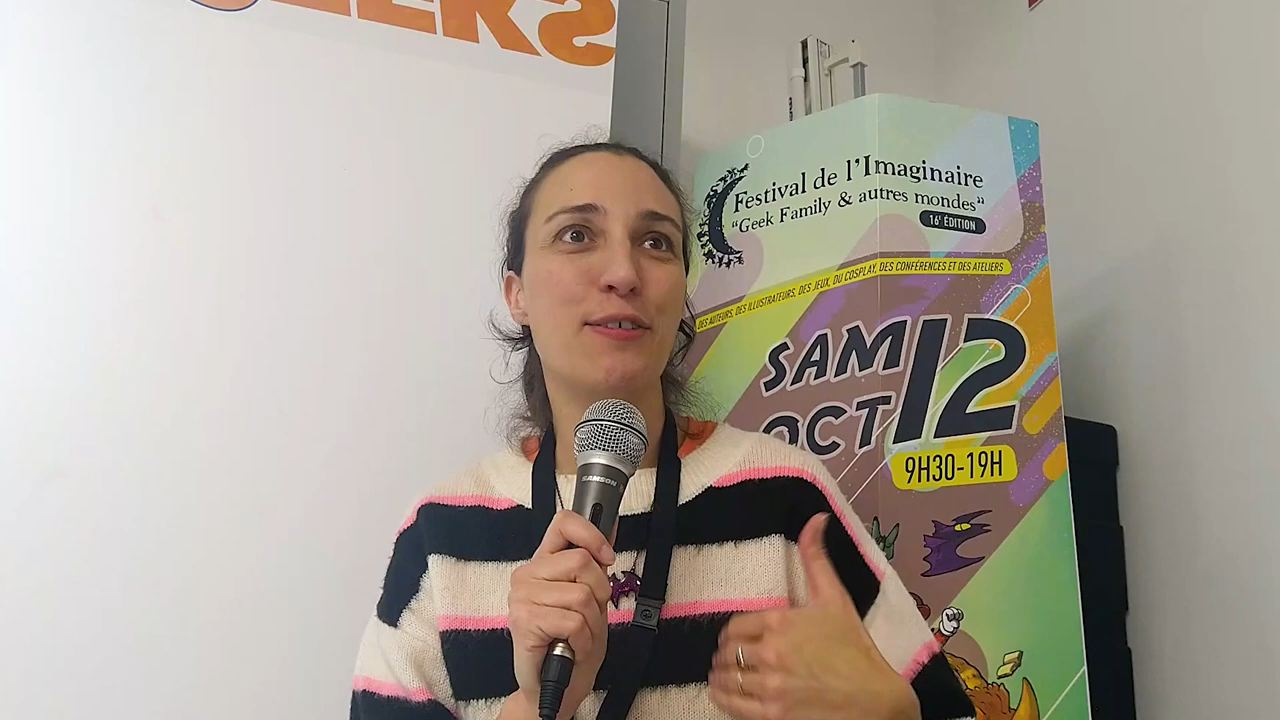 EEKS
Festival de l'Imaginaire
"Geek Family & autres mondes"
16e ÉDITION
DES AUTEURS, DES ILLUSTRATEURS, DES JEUX, DU COSPLAY, DES CONFÉRENCES ET DES ATELIERS
SAM 12
OCT
9H30-19H
SAMSON